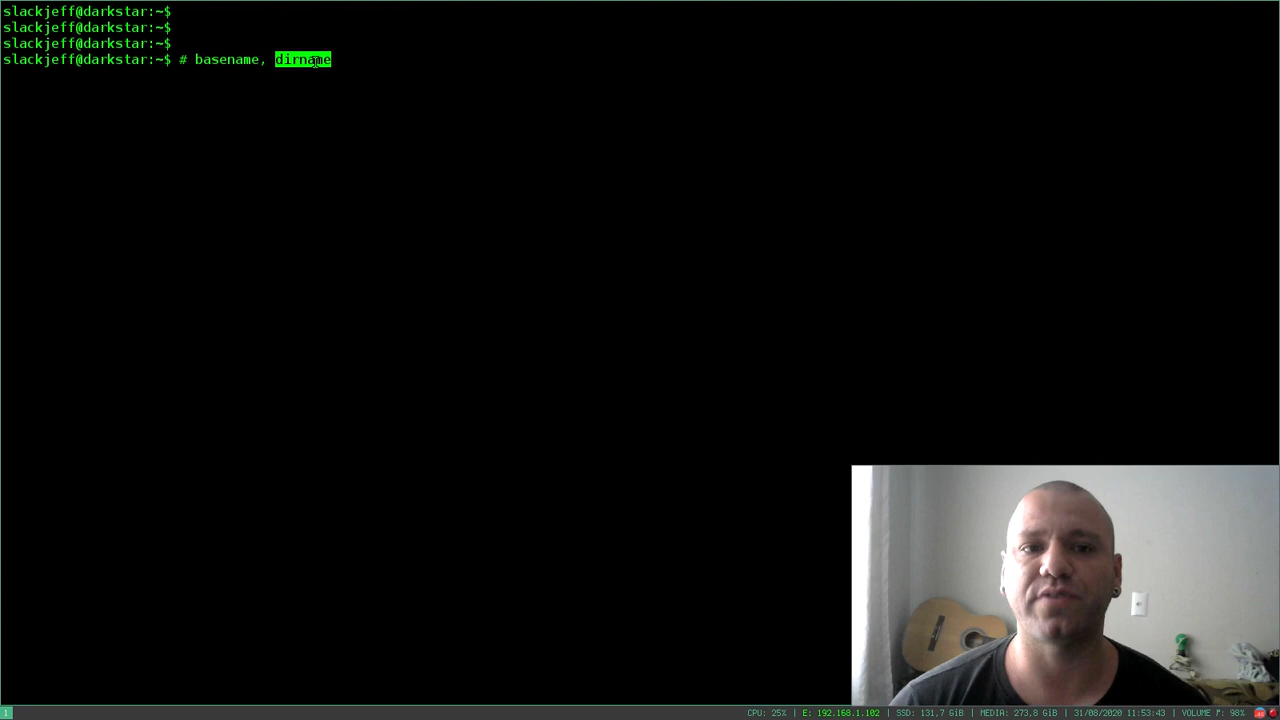 slackjeff@darkstar:~$
slackjeff@darkstar:~$
slackjeff@darkstar:~$
slackjeff@darkstar:~$ # basename, dirname
1
CPU: 25% | E: 192.168.1.102 | SSD: 131,7 GiB | MEDIA: 273,8 GiB | 31/08/2020 11:53:43 | VOLUME
: 98%